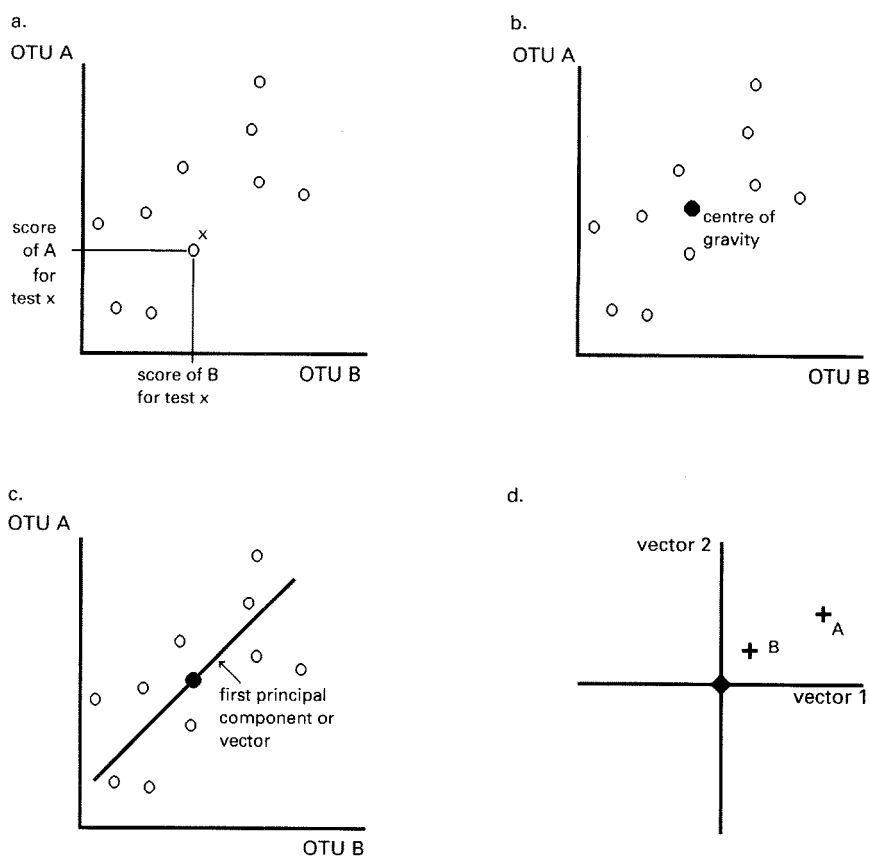 a.
OTU A
score
of A
for
test x
x
score of B
for test x
OTU B
b.
OTU A
centre of
gravity
OTU B
c.
OTU A
first principal
component or
vector
OTU B
d.
vector 2
A
B
vector 1